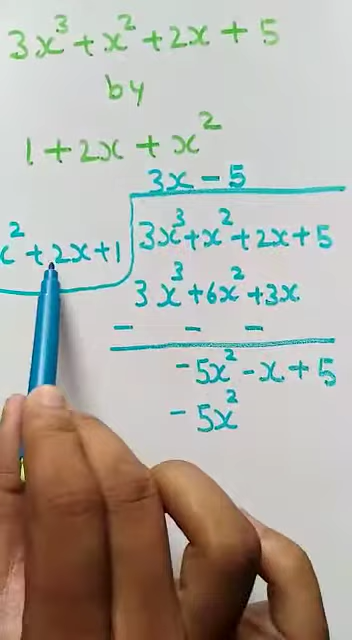 3x³ + x² + 2x + 5
by
1 + 2x + x²
3x - 5
x² + 2x + 1 3x³ + x² + 2x + 5
3x³ + 6x² + 3x
- - -
- 5x² - x + 5
- 5x²